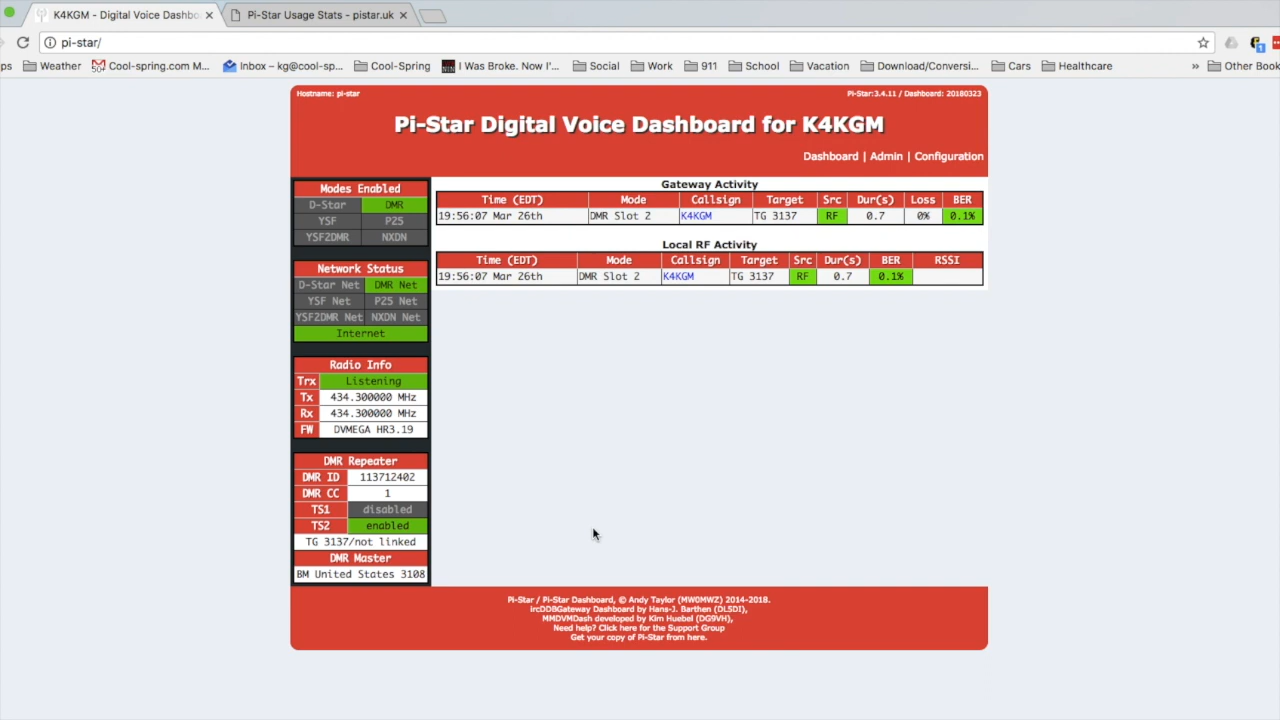 K4KGM - Digital Voice Dashbo
Pi-Star Usage Stats - pistar.uk
pi-star/
ps Weather Cool-spring.com M... Inbox – kg@cool-sp... Cool-Spring I Was Broke. Now I'... Social Work 911 School Vacation Download/Conversi... Cars Healthcare » Other Book
Hostname: pi-star
Pi-Star:3.4.11 / Dashboard: 20180323
Pi-Star Digital Voice Dashboard for K4KGM
Dashboard | Admin | Configuration
Modes Enabled
D-Star DMR
YSF P25
YSF2DMR NXDN
Network Status
D-Star Net DMR Net
YSF Net P25 Net
YSF2DMR Net NXDN Net
Internet
Radio Info
Trx Listening
Tx 434.300000 MHz
Rx 434.300000 MHz
FW DVMEGA HR3.19
DMR Repeater
DMR ID 113712402
DMR CC 1
TS1 disabled
TS2 enabled
TG 3137/not linked
DMR Master
BM United States 3108
Gateway Activity
Time (EDT) Mode Callsign Target Src Dur(s) Loss BER
19:56:07 Mar 26th DMR Slot 2 K4KGM TG 3137 RF 0.7 0% 0.1%
Local RF Activity
Time (EDT) Mode Callsign Target Src Dur(s) BER RSSI
19:56:07 Mar 26th DMR Slot 2 K4KGM TG 3137 RF 0.7 0.1%
Pi-Star / Pi-Star Dashboard, © Andy Taylor (MW0MWZ) 2014-2018.
ircDDBGateway Dashboard by Hans-J. Barthen (DL5DI),
MMDVMDash developed by Kim Huebel (DG9VH),
Need help? Click here for the Support Group
Get your copy of Pi-Star from here.